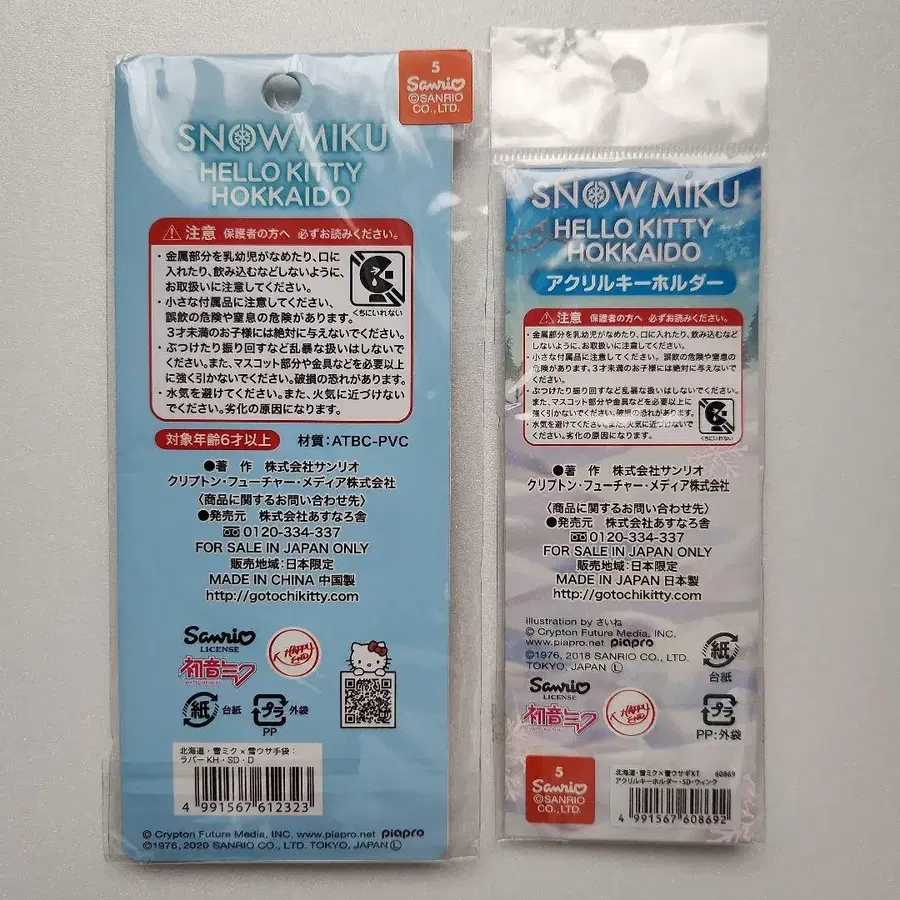 5
Sanrio
©SANRIO
CO., LTD.
SNOWMIKU
HELLO KITTY
HOKKAIDO
⚠注意 保護者の方へ 必ずお読みください。
・金属部分を乳幼児がなめたり、口に
入れたり、飲み込むなどしないように、
お取扱いに注意してください。
・小さな付属品に注意してください、
誤飲の危険や窒息の危険があります。
3才未満のお子様には絶対に与えないでください。
・ぶつけたり振り回すなど乱暴な扱いはしないで
ください。また、マスコット部分や金具などを必要以上
に強く引かないでください。破損の恐れがあります。
・水気を避けてください。また、火気に近づけない
でください。劣化の原因になります。
くちにいれない
対象年齢6才以上 材質:ATBC-PVC
●著 作 株式会社サンリオ
クリプトン・フューチャー・メディア株式会社
〈商品に関するお問い合わせ先〉
●発売元 株式会社あすなろ舎
0120-334-337
FOR SALE IN JAPAN ONLY
販売地域:日本限定
MADE IN CHINA 中国製
http://gotochikitty.com
Sanrio
LICENSE
HAPPY
END
初音ミク
紙 台紙
プラ 外袋
PP
北海道・雪ミク×雪ウサ手袋:
ラバーKH・SD・D
4 991567 612323
© Crypton Future Media, INC. www.piapro.net piapro
©1976, 2020 SANRIO CO., LTD. TOKYO, JAPAN Ⓛ
SNOWMIKU
HELLO KITTY
HOKKAIDO
アクリルキーホルダー
⚠注意 保護者の方へ 必ずお読みください。
・金属部分を乳幼児がなめたり、口に入れたり、飲み込むなど
しないように、お取扱いに注意してください。
・小さな付属品に注意してください。誤飲の危険や窒息の
危険があります。3才未満のお子様には絶対に与えないでください。
・ぶつけたり振り回すなど乱暴な扱いはしないでください。
また、マスコット部分や金具などを必要以上
に強く引かないでください。破損の恐れがあります。
・水気を避けてください。また、火気に近づけないで
ください。劣化の原因になります。
くちにいれない
●著 作 株式会社サンリオ
クリプトン・フューチャー・メディア株式会社
〈商品に関するお問い合わせ先〉
●発売元 株式会社あすなろ舎
0120-334-337
FOR SALE IN JAPAN ONLY
販売地域:日本限定
MADE IN JAPAN 日本製
http://gotochikitty.com
illustration by さいね
© Crypton Future Media, INC.
www.piapro.net piapro
©1976, 2018 SANRIO CO., LTD.
TOKYO, JAPAN Ⓛ
紙
台紙
Sanrio
LICENSE
初音ミク
HAPPY
END
プラ
PP:外袋
5
Sanrio
©SANRIO
CO., LTD.
北海道・雪ミク×雪ウサギKT 60869
アクリルキーホルダー・SD・ウィンク
4 991567 608692